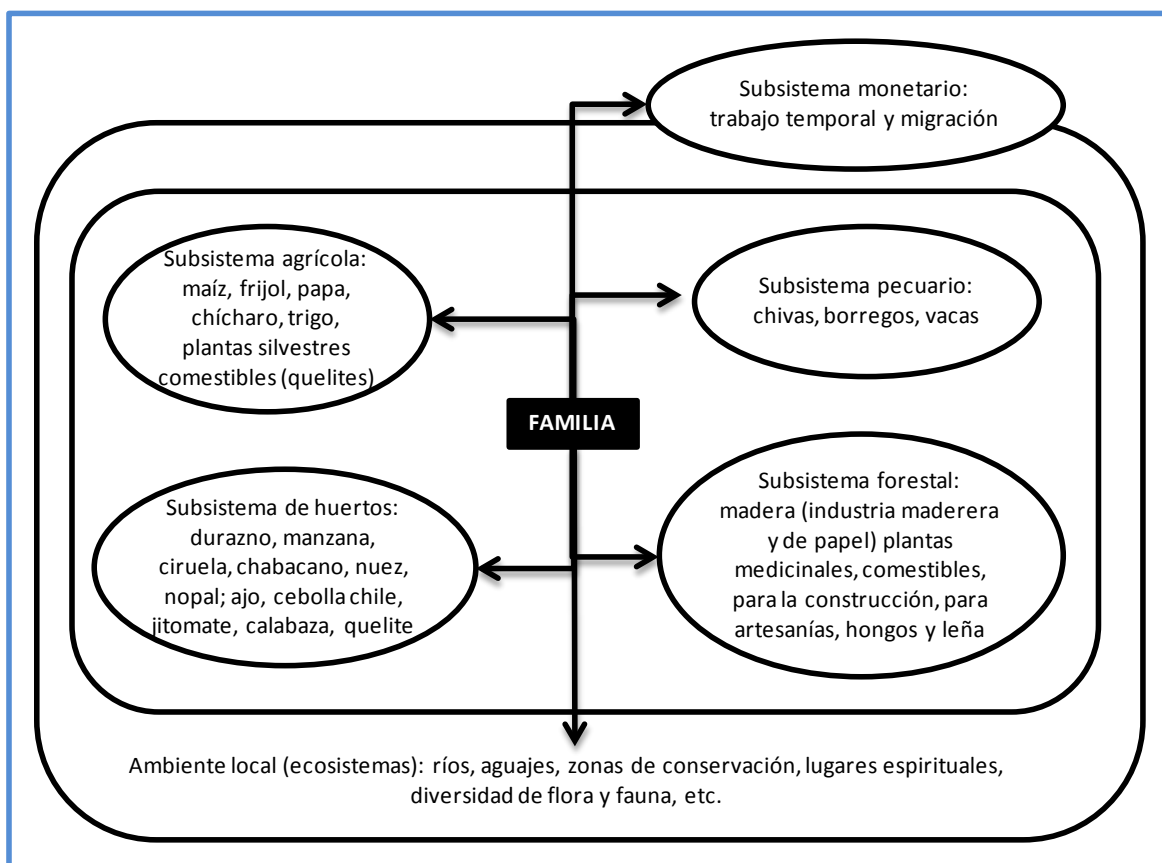 Subsistema monetario:
trabajo temporal y migración
Subsistema agrícola:
maíz, frijol, papa,
chícharo, trigo,
plantas silvestres
comestibles (quelites)
Subsistema pecuario:
chivas, borregos, vacas
FAMILIA
Subsistema de huertos:
durazno, manzana,
ciruela, chabacano, nuez,
nopal; ajo, cebolla chile,
jitomate, calabaza, quelite
Subsistema forestal:
madera (industria maderera
y de papel) plantas
medicinales, comestibles,
para la construcción, para
artesanías, hongos y leña
Ambiente local (ecosistemas): ríos, aguajes, zonas de conservación, lugares espirituales,
diversidad de flora y fauna, etc.